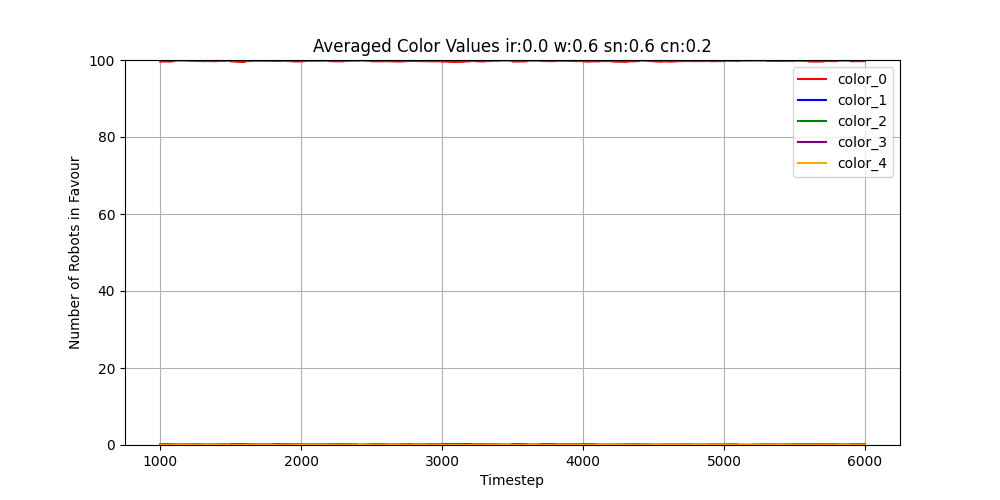 Averaged Color Values ir:0.0 w:0.6 sn:0.6 cn:0.2
100
80
60
40
20
0
Number of Robots in Favour
color_0
color_1
color_2
color_3
color_4
1000 2000 3000 4000 5000 6000
Timestep